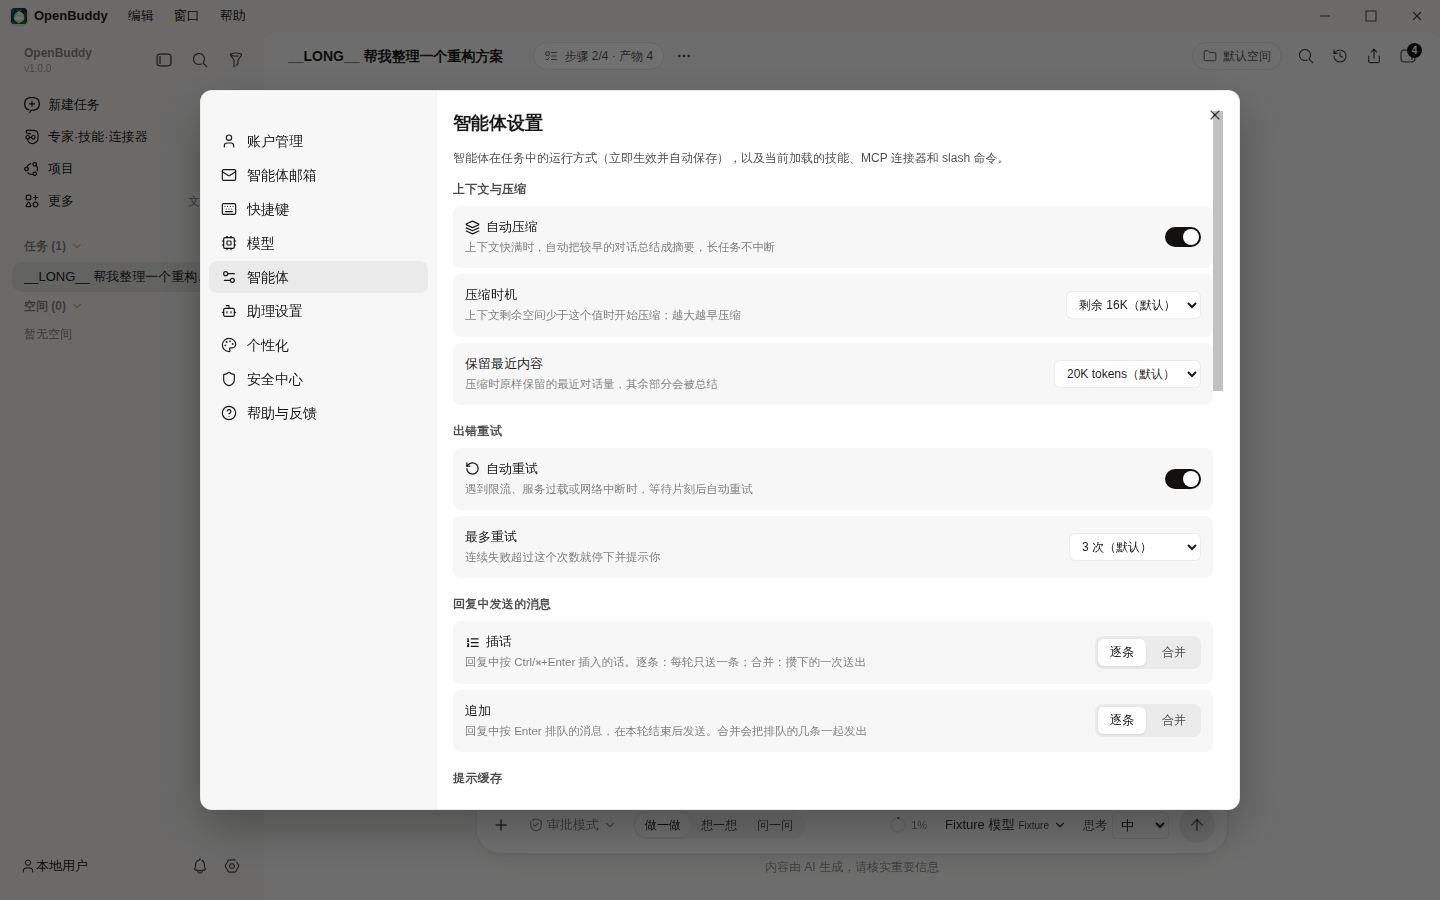 OpenBuddy 编辑 窗口 帮助
OpenBuddy
v1.0.0
__LONG__ 帮我整理一个重构方案
步骤 2/4 · 产物 4
默认空间
4
新建任务
专家·技能·连接器
项目
更多
文
任务 (1)
__LONG__ 帮我整理一个重构.
空间 (0)
暂无空间
本地用户
账户管理
智能体邮箱
快捷键
模型
智能体
助理设置
个性化
安全中心
帮助与反馈
智能体设置
智能体在任务中的运行方式（立即生效并自动保存），以及当前加载的技能、MCP 连接器和 slash 命令。
上下文与压缩
自动压缩
上下文快满时，自动把较早的对话总结成摘要，长任务不中断
压缩时机
上下文剩余空间少于这个值时开始压缩；越大越早压缩
剩余 16K（默认）
保留最近内容
压缩时原样保留的最近对话量，其余部分会被总结
20K tokens（默认）
出错重试
自动重试
遇到限流、服务过载或网络中断时，等待片刻后自动重试
最多重试
连续失败超过这个次数就停下并提示你
3 次（默认）
回复中发送的消息
插话
回复中按 Ctrl/⌘+Enter 插入的话。逐条：每轮只送一条；合并：攒下的一次送出
逐条 合并
追加
回复中按 Enter 排队的消息，在本轮结束后发送。合并会把排队的几条一起发出
逐条 合并
提示缓存
审批模式 做一做 想一想 问一问 1% Fixture 模型 Fixture 思考 中
内容由 AI 生成，请核实重要信息